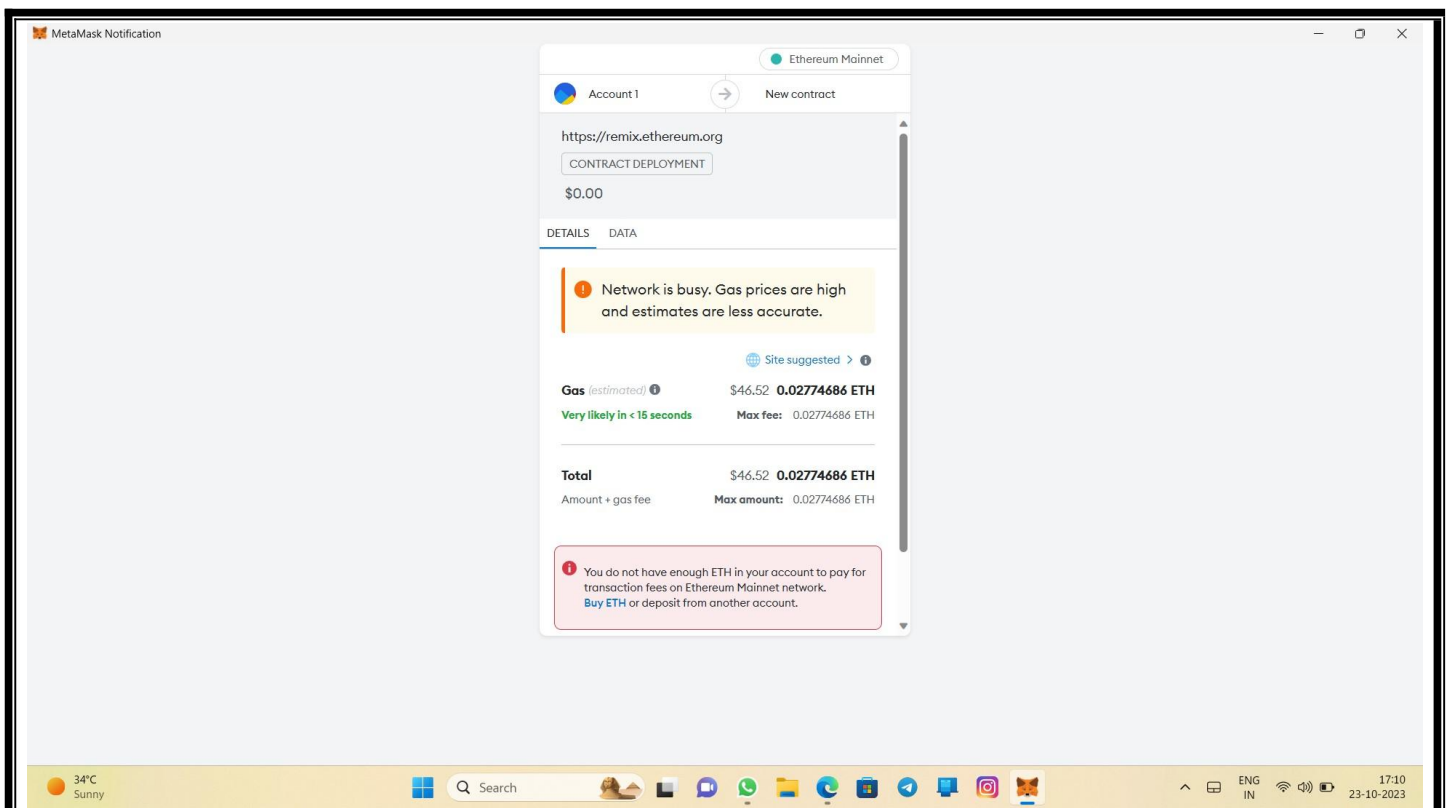 MetaMask Notification
Ethereum Mainnet
Account 1
New contract
https://remix.ethereum.org
CONTRACT DEPLOYMENT
$0.00
DETAILS DATA
Network is busy. Gas prices are high
and estimates are less accurate.
Site suggested >
Gas (estimated) $46.52 0.02774686 ETH
Very likely in < 15 seconds Max fee: 0.02774686 ETH
Total $46.52 0.02774686 ETH
Amount + gas fee Max amount: 0.02774686 ETH
You do not have enough ETH in your account to pay for
transaction fees on Ethereum Mainnet network.
Buy ETH or deposit from another account.
34°C
Sunny
Search
ENG
IN
17:10
23-10-2023